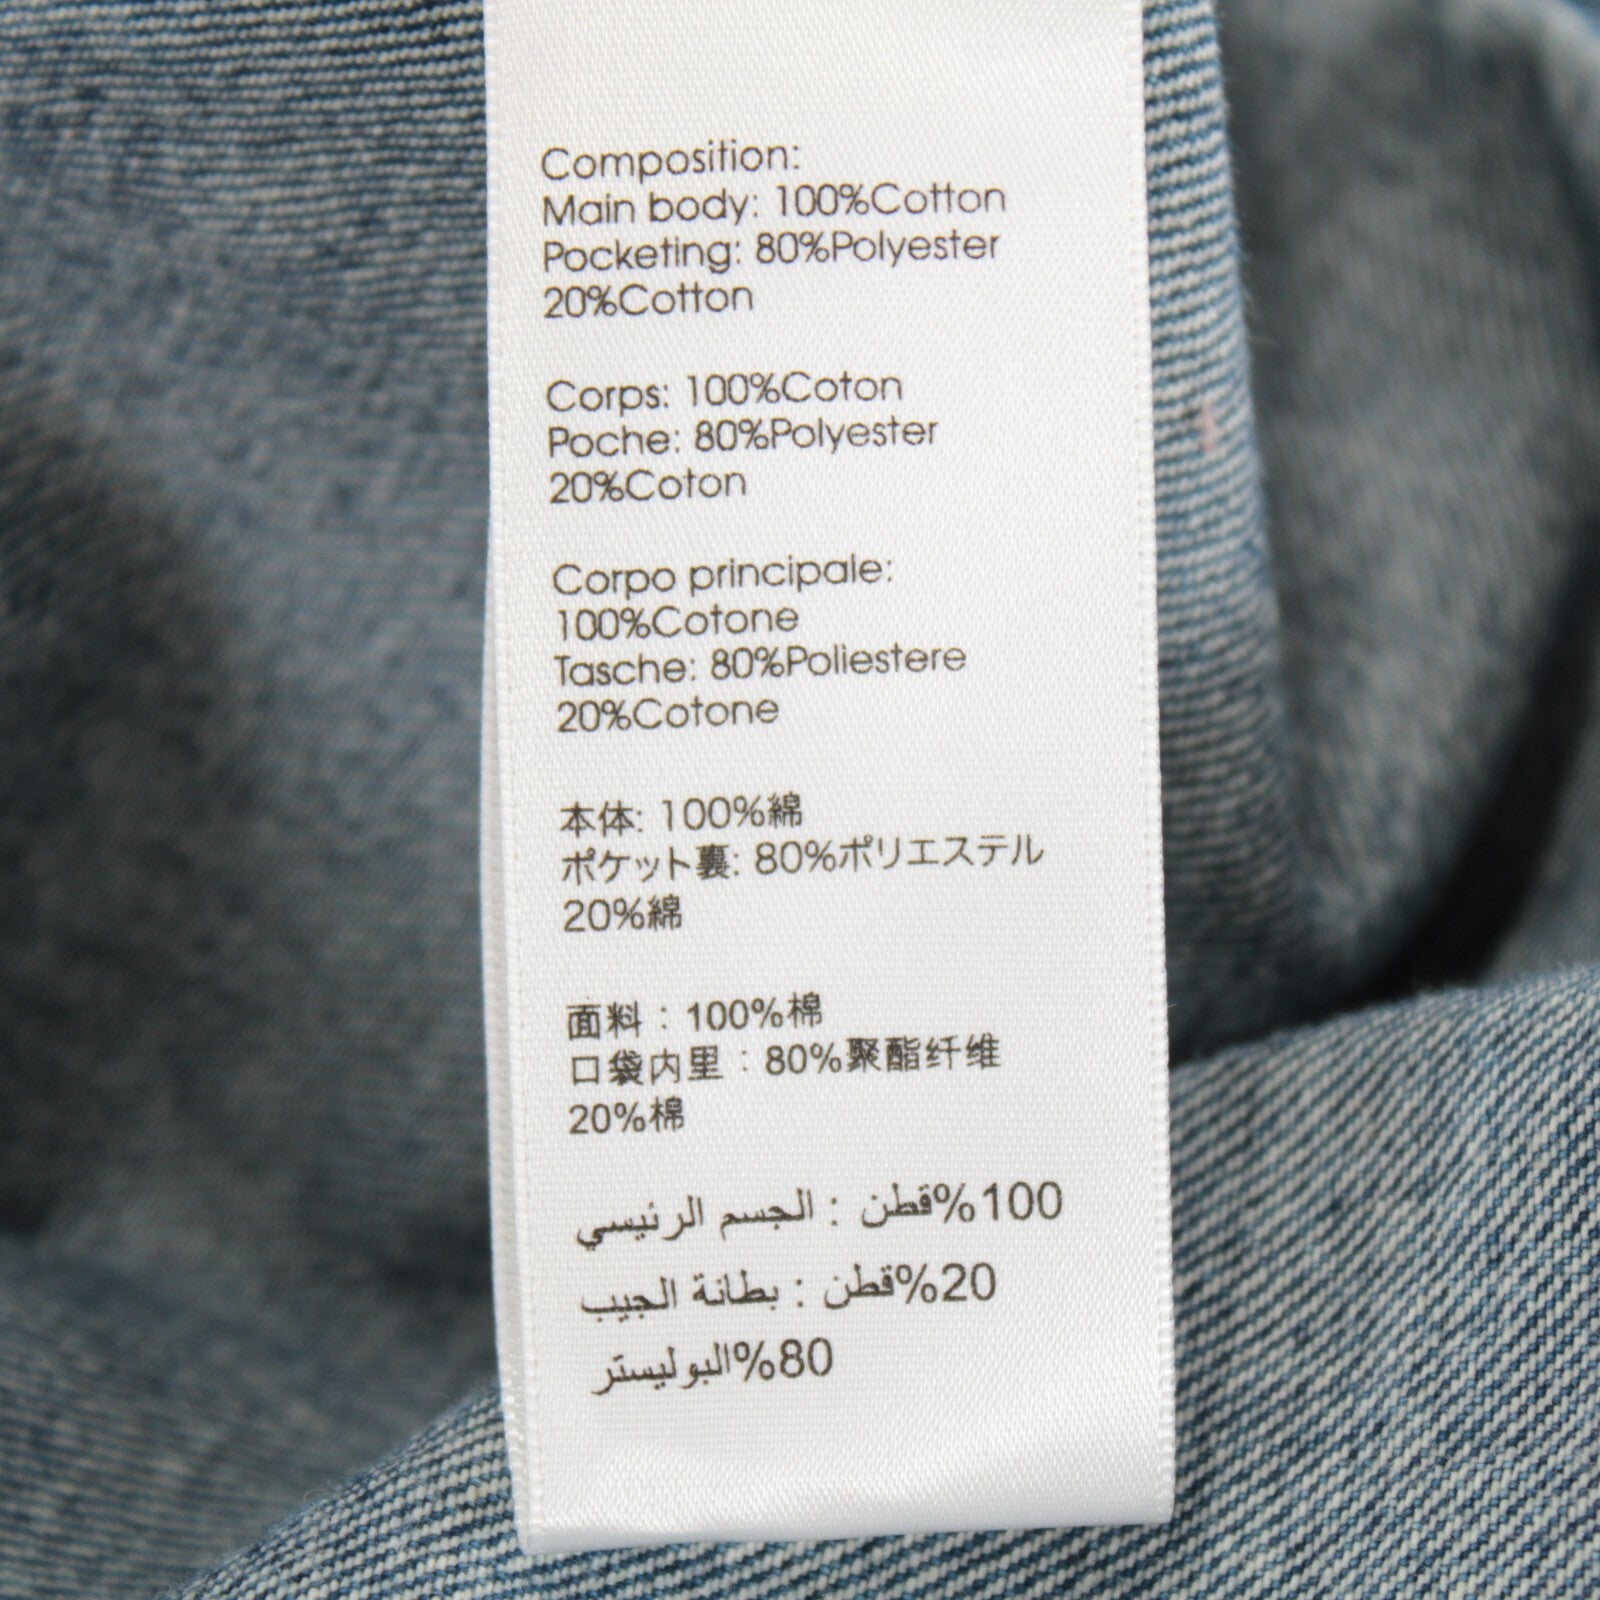 Composition:
Main body: 100%Cotton
Pocketing: 80%Polyester
20%Cotton
Corps: 100%Coton
Poche: 80%Polyester
20%Coton
Corpo principale:
100%Cotone
Tasche: 80%Poliestere
20%Cotone
本体: 100%綿
ポケット裏: 80%ポリエステル
20%綿
面料：100%棉
口袋内里：80%聚酯纤维
20%棉
100%قطن : الجسم الرئيسي
20%قطن : بطانة الجيب
80%البوليستر